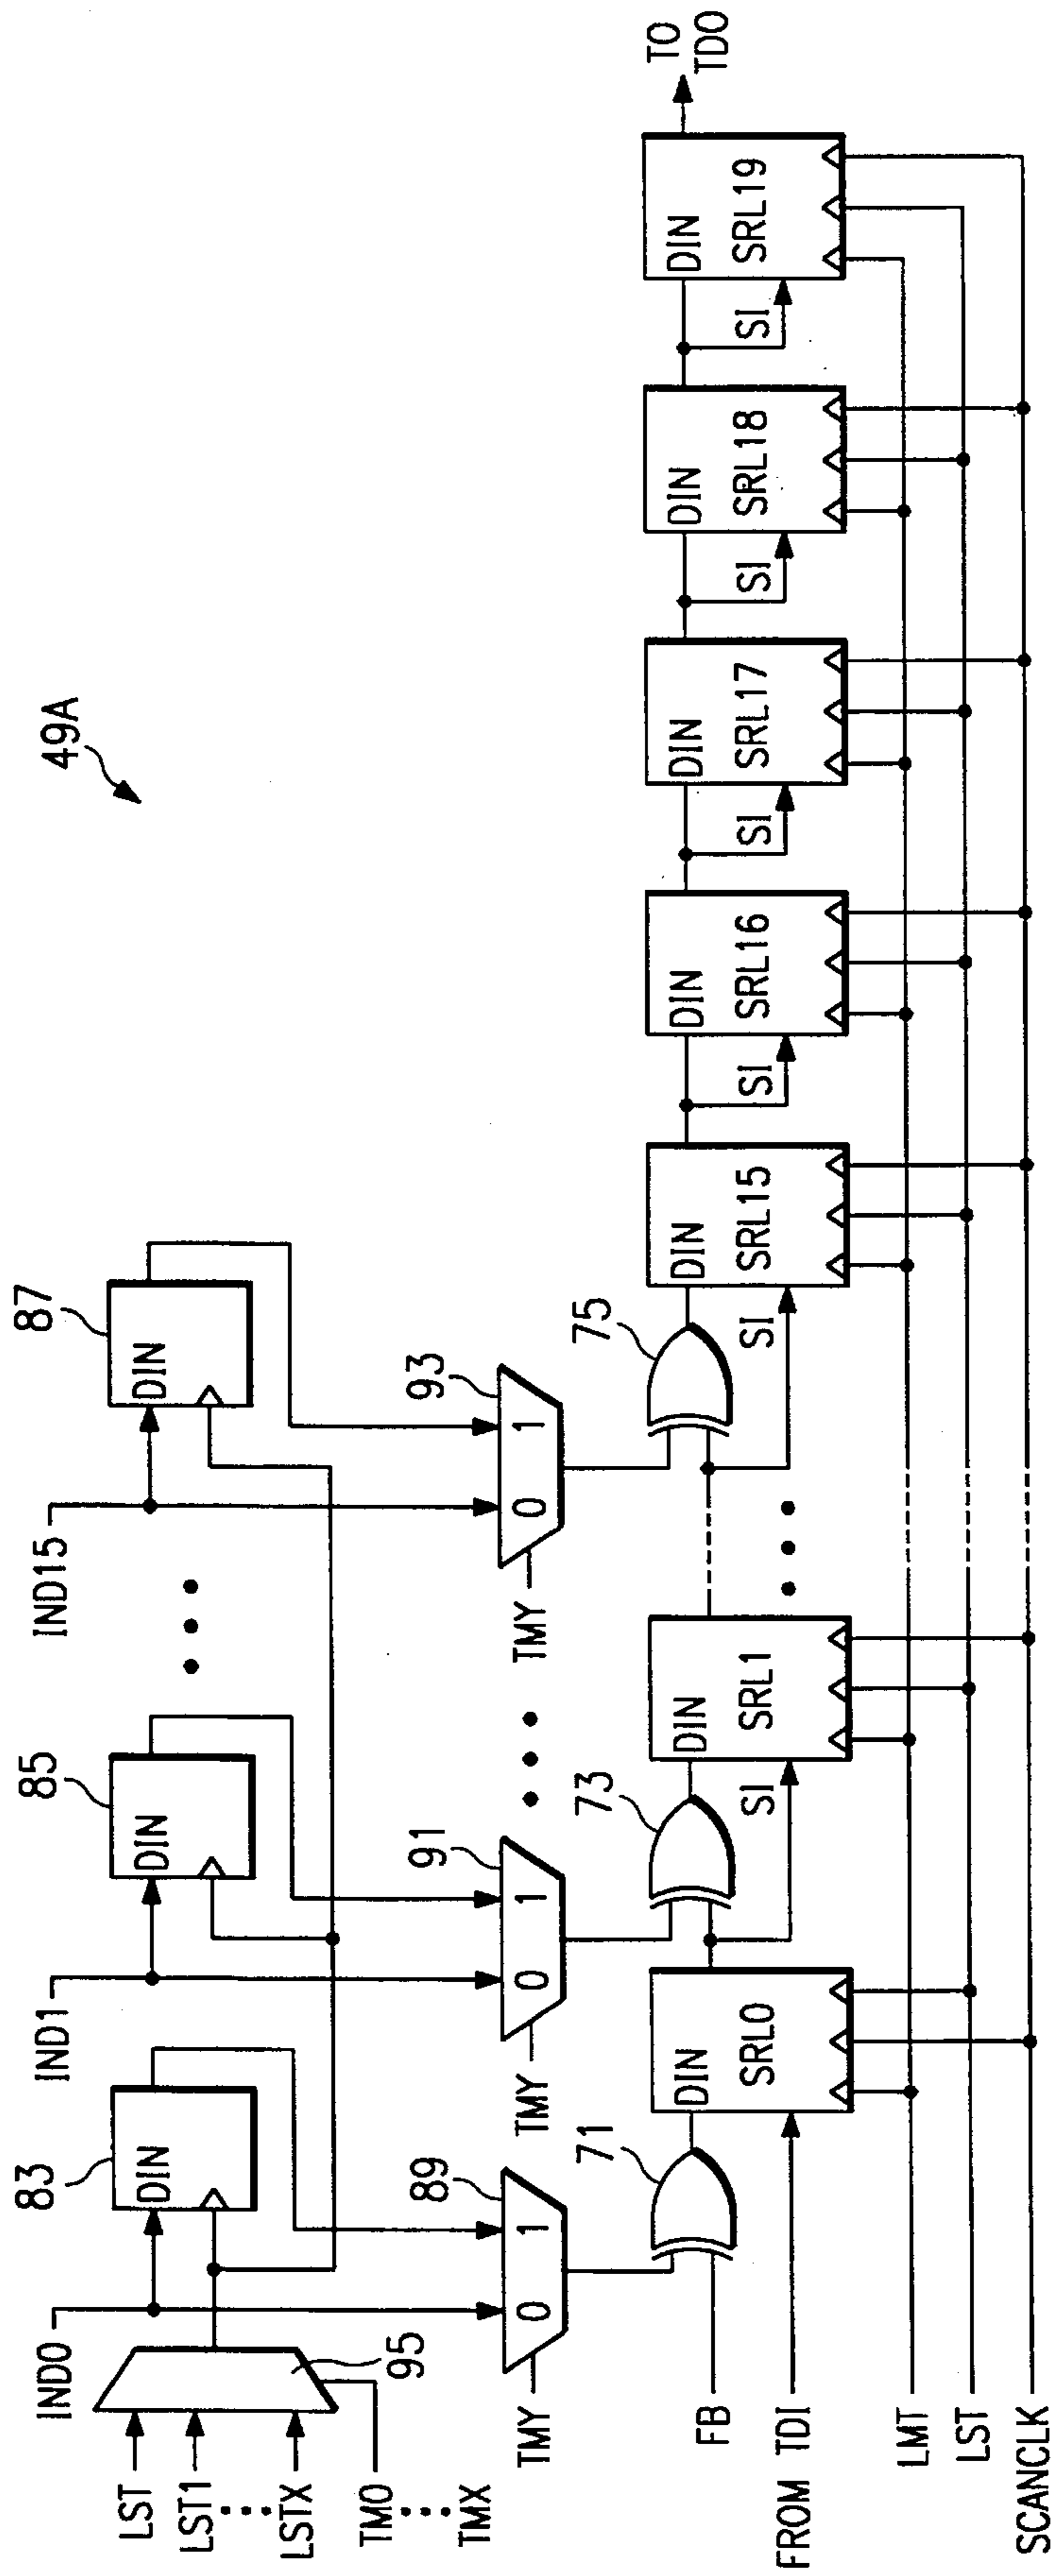 49A
LST
LST1
LSTX
TM0
TMX
95
IND0
IND1
IND15
83
DIN
85
DIN
87
DIN
TMY
89
0 1
TMY
91
0 1
TMY
93
0 1
FB
71
73
75
FROM TDI
DIN
SRL0
SI
DIN
SRL1
SI
DIN
SRL15
SI
DIN
SRL16
SI
DIN
SRL17
SI
DIN
SRL18
SI
DIN
SRL19
TO
TDO
LMT
LST
SCANCLK